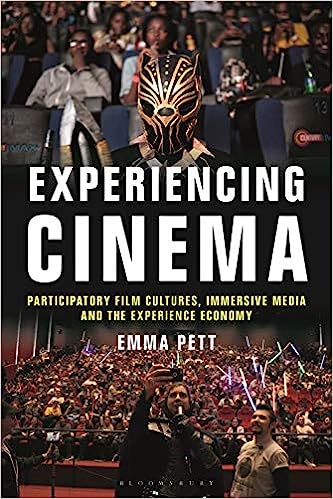 EXPERIENCING
CINEMA
PARTICIPATORY FILM CULTURES, IMMERSIVE MEDIA
AND THE EXPERIENCE ECONOMY
EMMA PETT
BLOOMSBURY